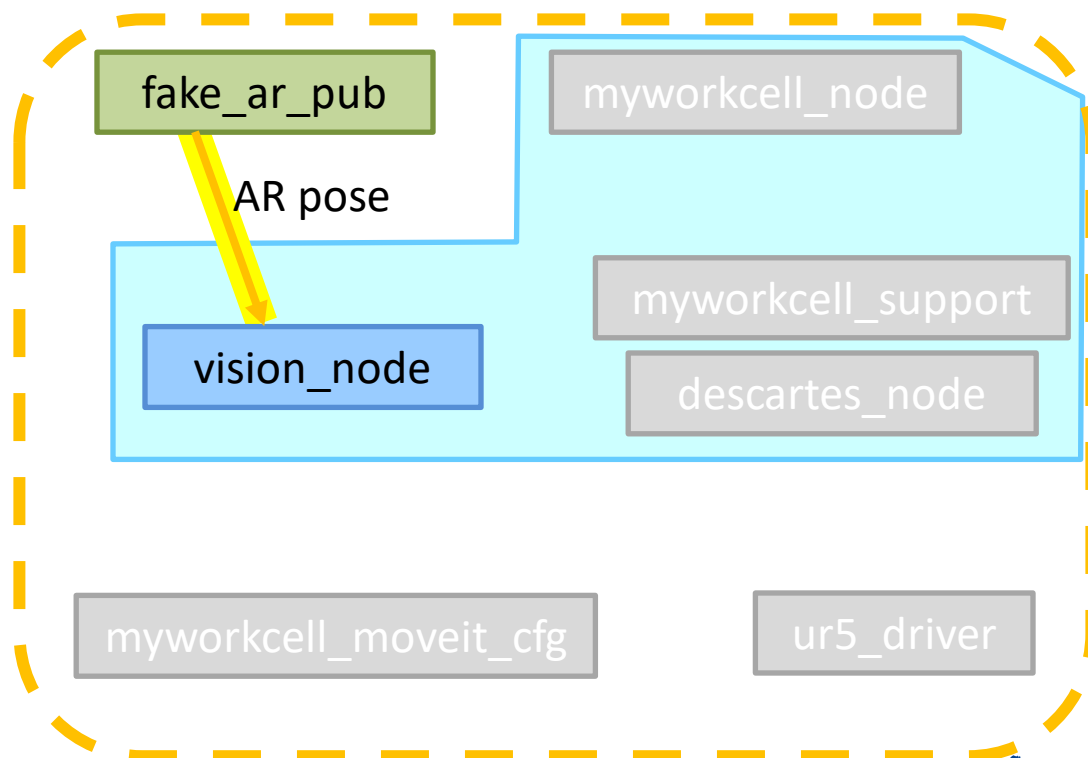 fake_ar_pub
myworkcell_node
AR pose
myworkcell_support
vision_node
descartes_node
myworkcell_moveit_cfg
ur5_driver